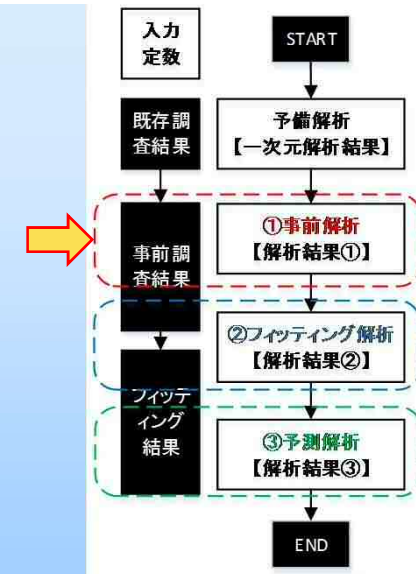 入力
定数
START
既存調
査結果
予備解析
【一次元解析結果】
事前調
査結果
①事前解析
【解析結果①】
②フィッティング解析
【解析結果②】
フィッテ
ィング
結果
③予測解析
【解析結果③】
END